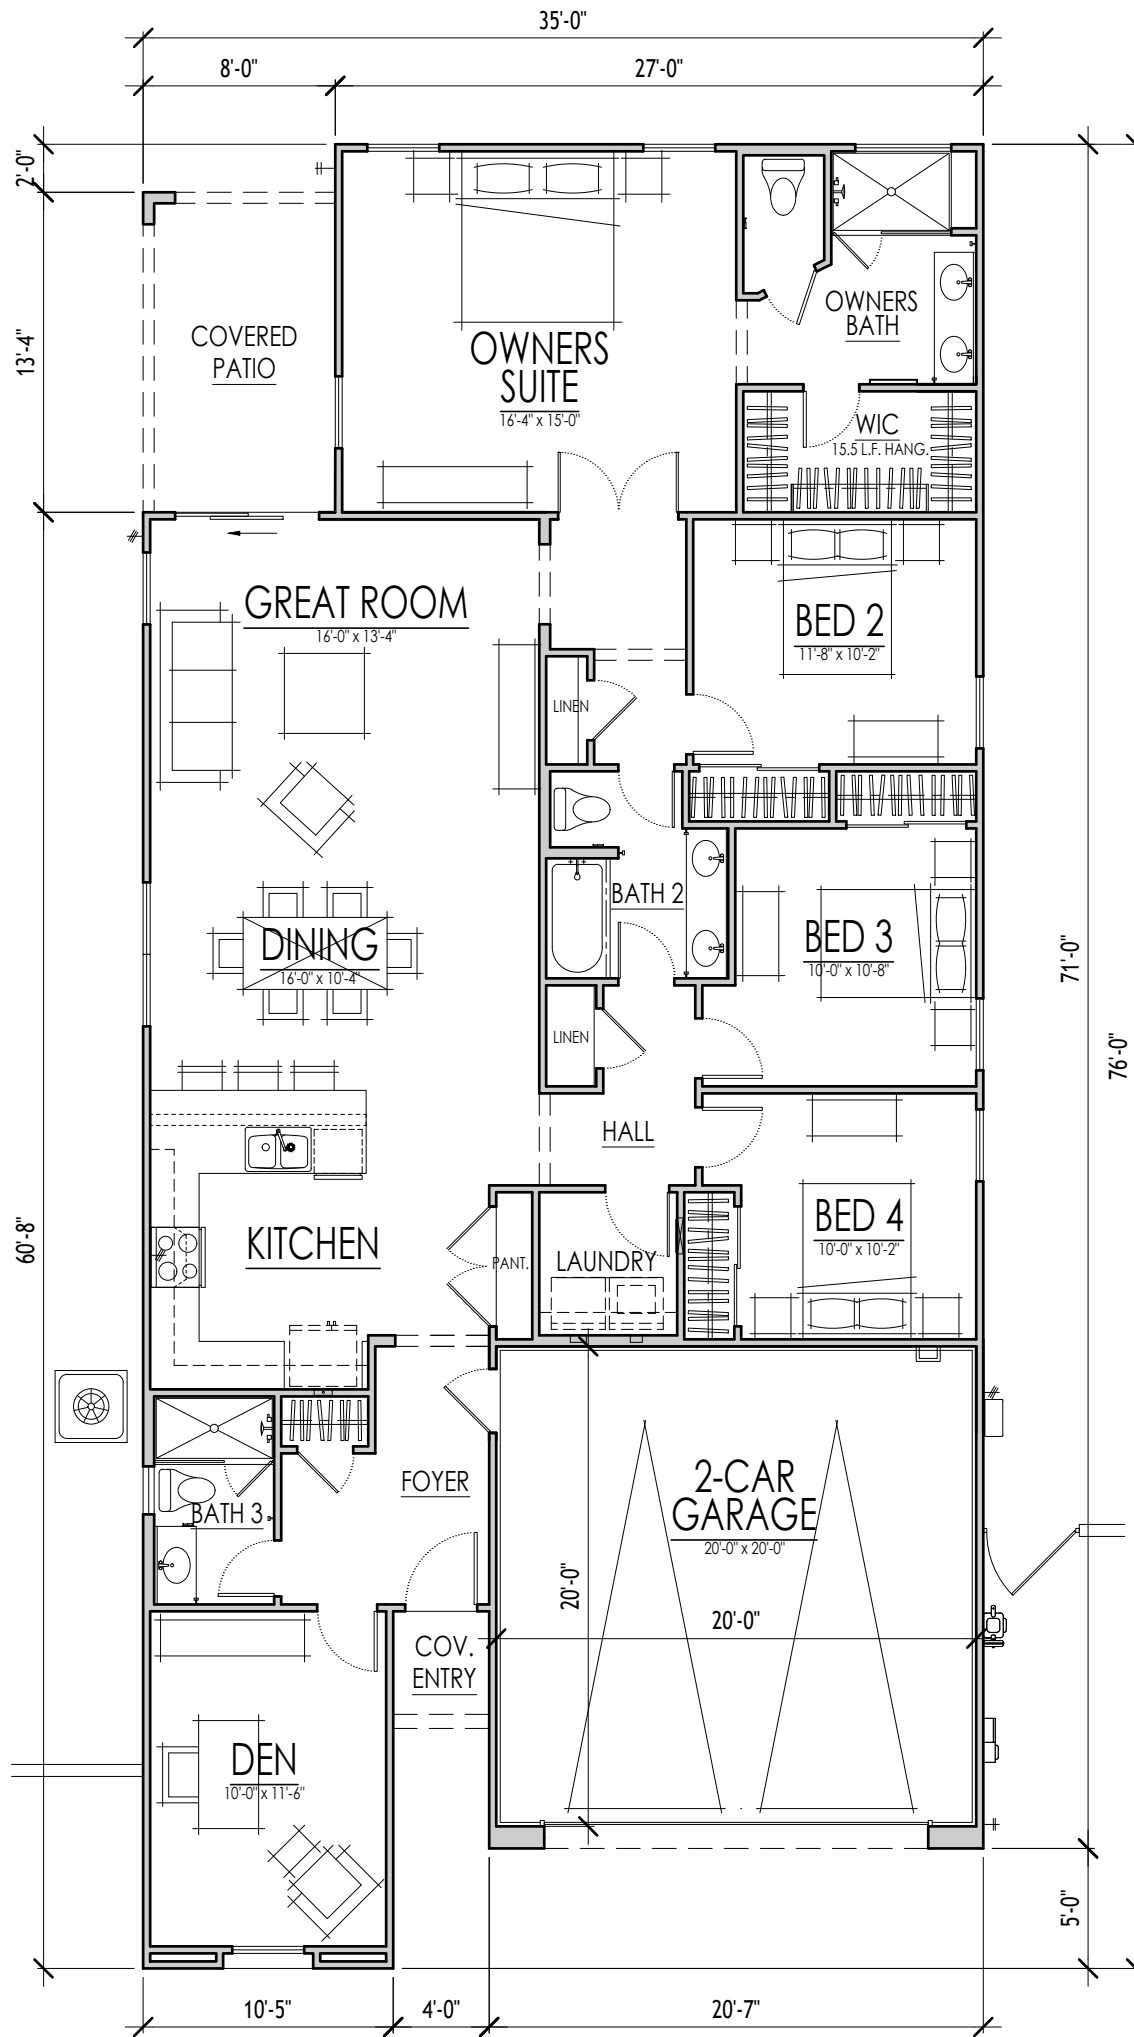 35'-0"
8'-0"
27'-0"
2'-0"
13'-4"
60'-8"
71'-0"
76'-0"
5'-0"
COVERED
PATIO
OWNERS
SUITE
16'-4" x 15'-0"
OWNERS
BATH
WIC
15.5 L.F. HANG.
GREAT ROOM
16'-0" x 13'-4"
BED 2
11'-8" x 10'-2"
LINEN
BATH 2
DINING
16'-0" x 10'-4"
BED 3
10'-0" x 10'-8"
LINEN
HALL
KITCHEN
PANT.
LAUNDRY
BED 4
10'-0" x 10'-2"
FOYER
BATH 3
2-CAR
GARAGE
20'-0" x 20'-0"
20'-0"
20'-0"
COV.
ENTRY
DEN
10'-0" x 11'-6"
10'-5"
4'-0"
20'-7"